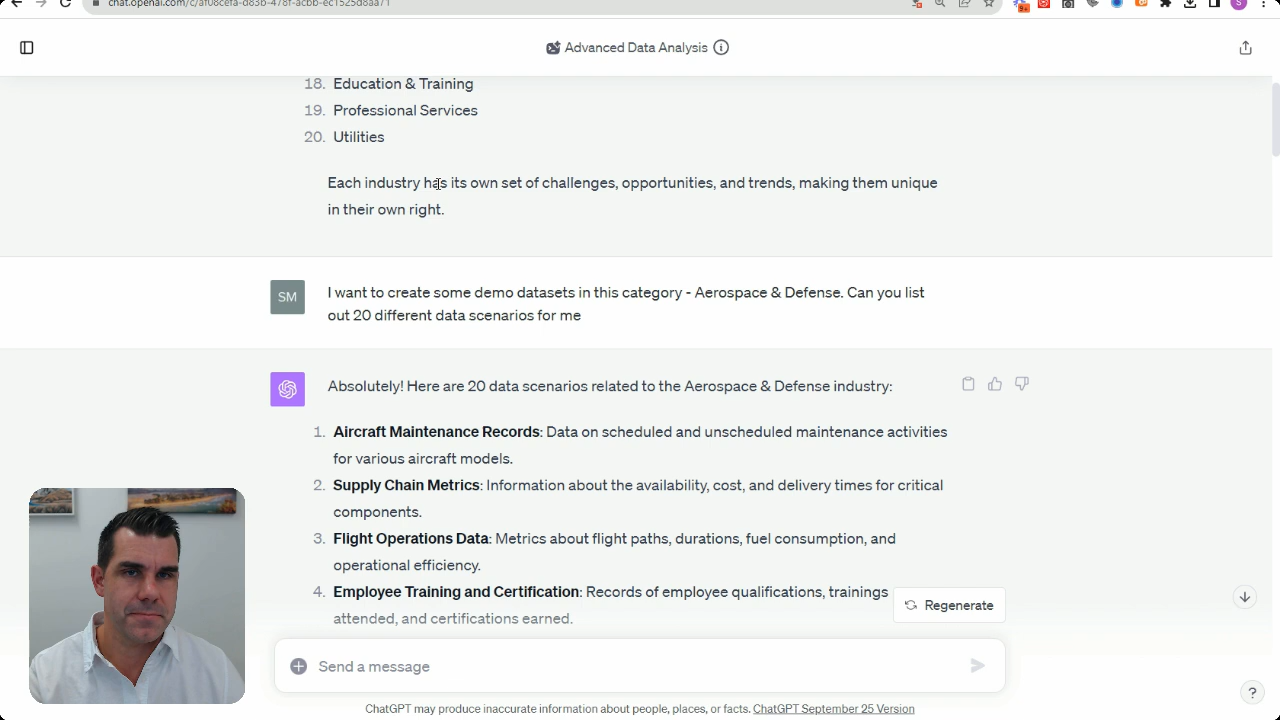 chat.openai.com/c/af08cefa-d83b-478f-acbb-ec1525d8aa71
9+
S
Advanced Data Analysis
18. Education & Training
19. Professional Services
20. Utilities
Each industry has its own set of challenges, opportunities, and trends, making them unique
in their own right.
SM
I want to create some demo datasets in this category - Aerospace & Defense. Can you list
out 20 different data scenarios for me
Absolutely! Here are 20 data scenarios related to the Aerospace & Defense industry:
1. Aircraft Maintenance Records: Data on scheduled and unscheduled maintenance activities
for various aircraft models.
2. Supply Chain Metrics: Information about the availability, cost, and delivery times for critical
components.
3. Flight Operations Data: Metrics about flight paths, durations, fuel consumption, and
operational efficiency.
4. Employee Training and Certification: Records of employee qualifications, trainings
attended, and certifications earned.
Regenerate
Send a message
ChatGPT may produce inaccurate information about people, places, or facts. ChatGPT September 25 Version
?